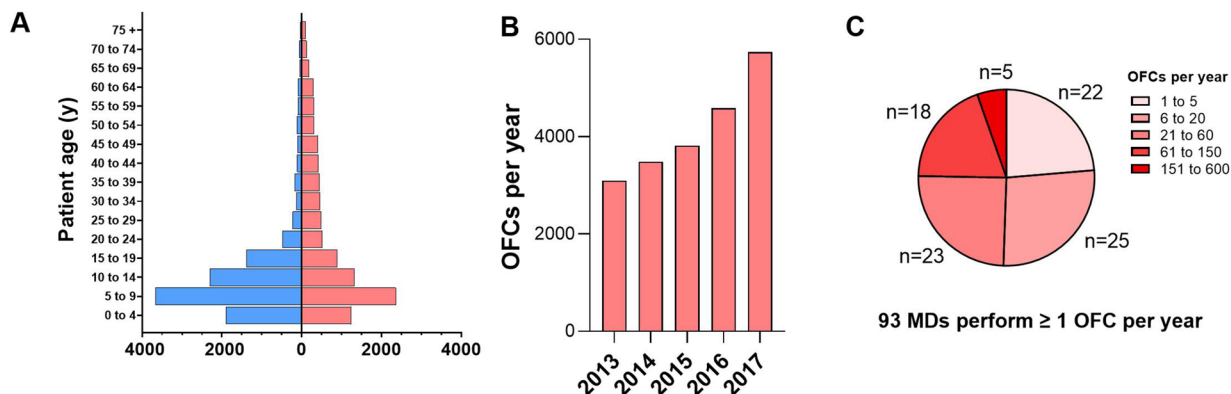 A
75 +
70 to 74
65 to 69
60 to 64
55 to 59
50 to 54
45 to 49
40 to 44
35 to 39
30 to 34
25 to 29
20 to 24
15 to 19
10 to 14
5 to 9
0 to 4
Patient age (y)
4000 2000 0 2000 4000
B
6000
4000
2000
0
OFCs per year
2013 2014 2015 2016 2017
C
n=5
n=22
n=18
n=23
n=25
OFCs per year
1 to 5
6 to 20
21 to 60
61 to 150
151 to 600
93 MDs perform ≥ 1 OFC per year